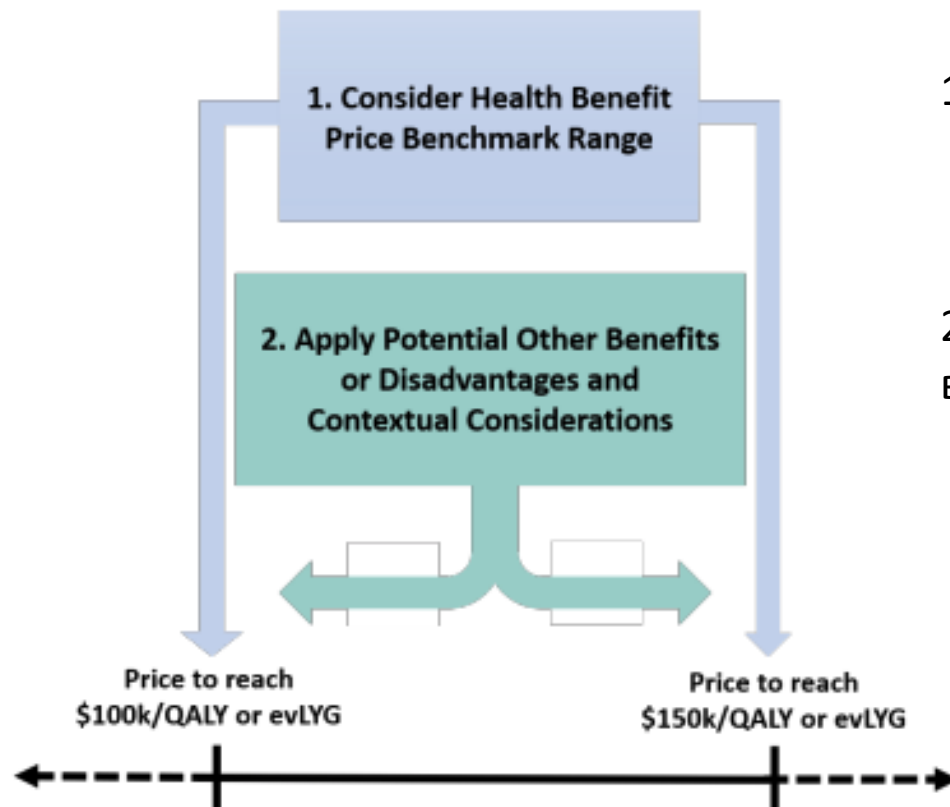 1. Consider Health Benefit
Price Benchmark Range
2. Apply Potential Other Benefits
or Disadvantages and
Contextual Considerations
Price to reach
$100k/QALY or evLYG
Price to reach
$150k/QALY or evLYG